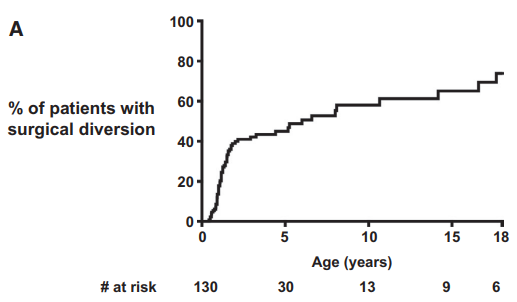 A
% of patients with
surgical diversion
100
80
60
40
20
0
0 5 10 15 18
Age (years)
# at risk 130 30 13 9 6